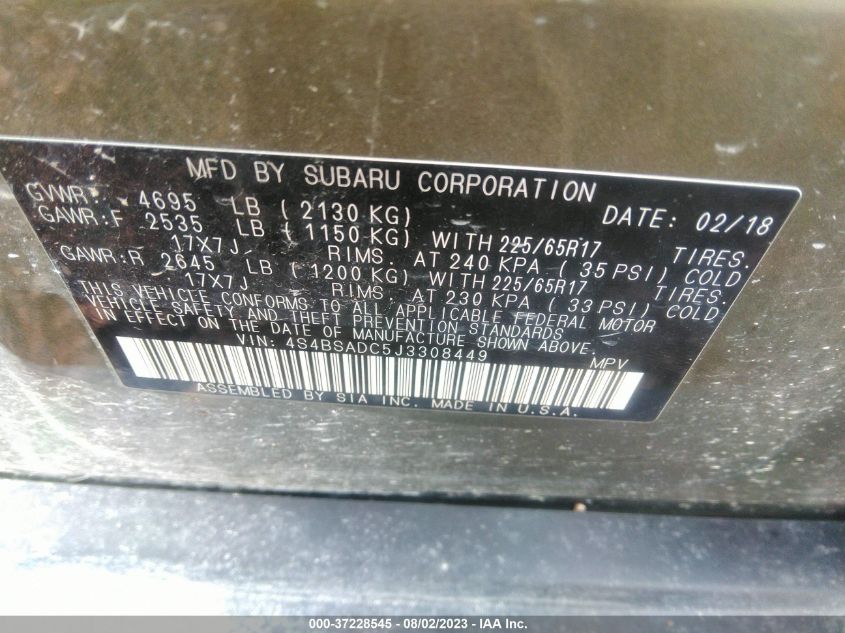 MFD BY SUBARU CORPORATION
GVWR: 4695 LB ( 2130 KG) DATE: 02/18
GAWR:F 2535 LB ( 1150 KG) WITH 225/65R17 TIRES.
17X7J RIMS. AT 240 KPA ( 35 PSI) COLD
GAWR:R 2645 LB ( 1200 KG) WITH 225/65R17 TIRES.
17X7J RIMS. AT 230 KPA ( 33 PSI) COLD
THIS VEHICLE CONFORMS TO ALL APPLICABLE FEDERAL MOTOR
VEHICLE SAFETY AND THEFT PREVENTION STANDARDS
IN EFFECT ON THE DATE OF MANUFACTURE SHOWN ABOVE.
VIN: 4S4BSADC5J3308449 MPV
ASSEMBLED BY SIA INC. MADE IN U.S.A.
000-37228545 - 08/02/2023 - IAA Inc.